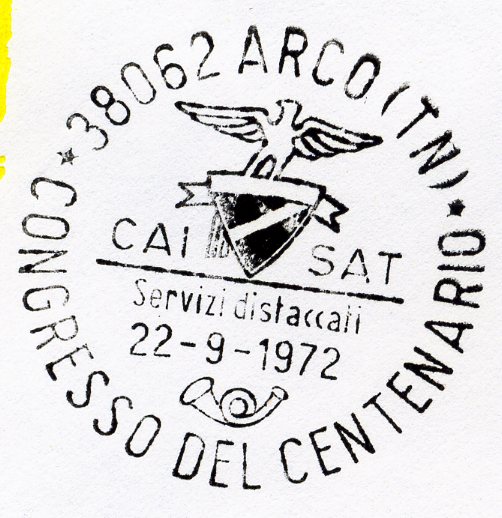 * 38062 ARCO (TN) *
CAI SAT
Servizi distaccati
22-9-1972
CONGRESSO DEL CENTENARIO